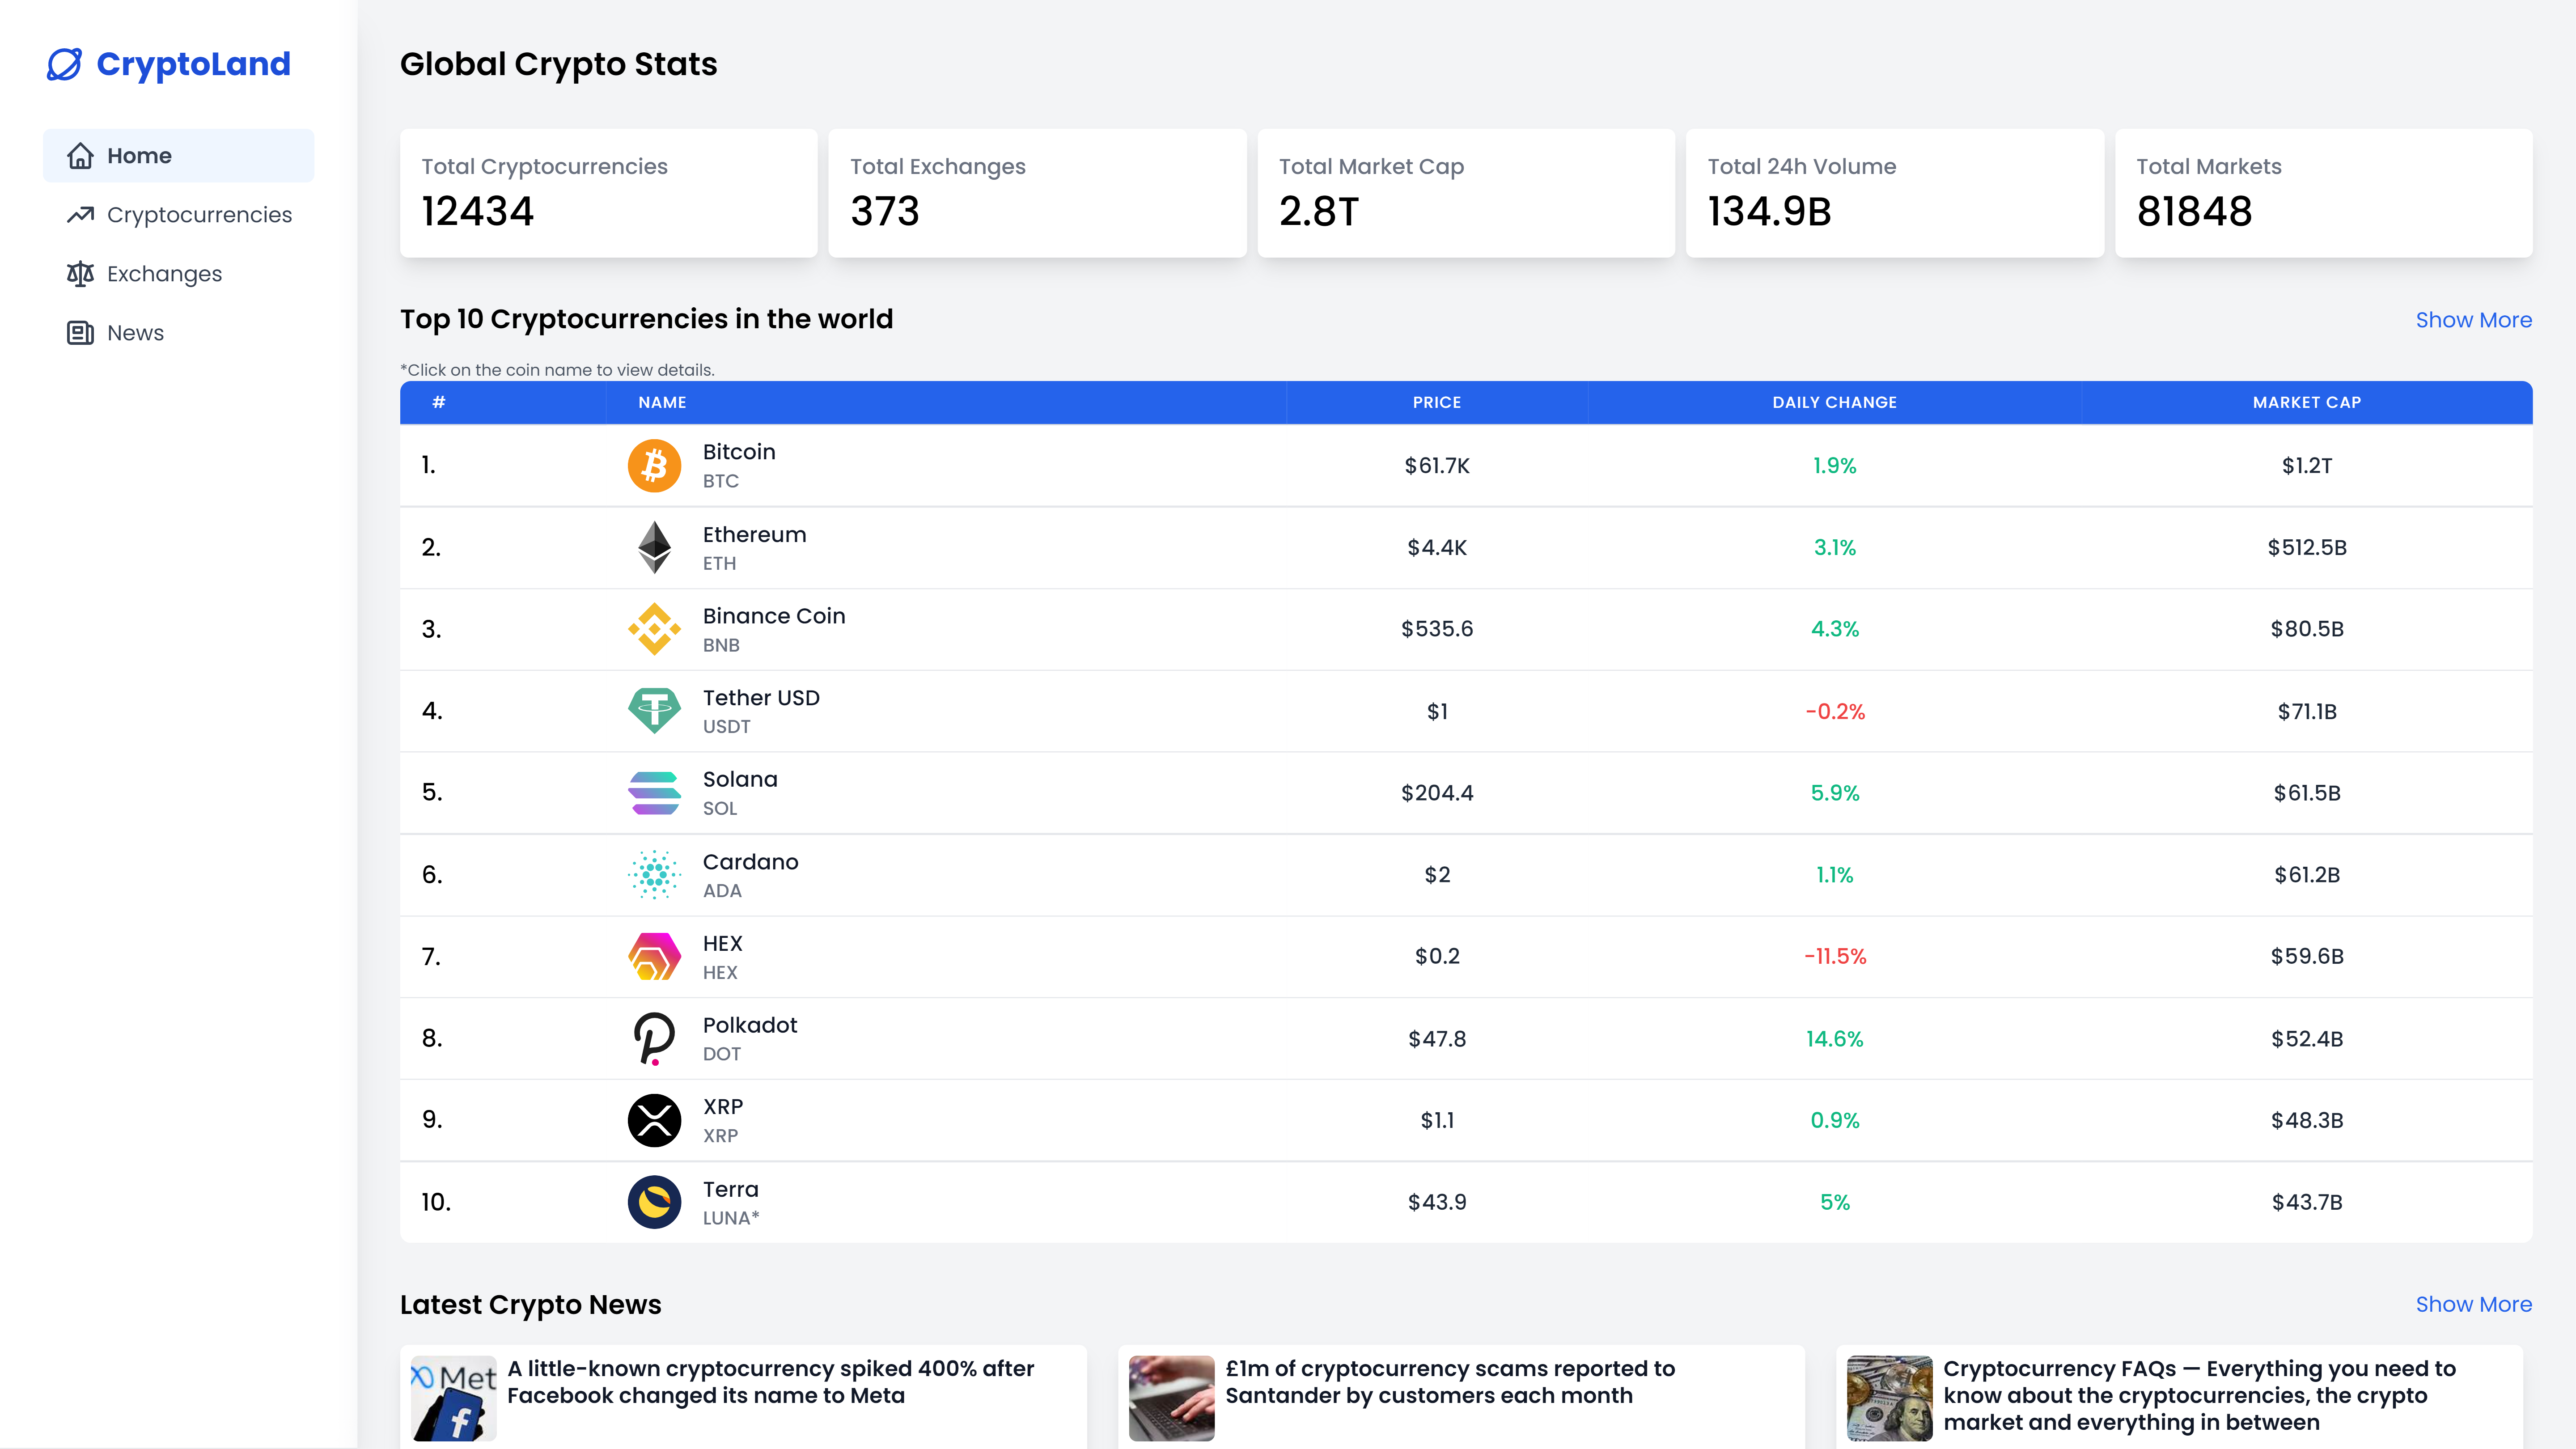 CryptoLand
Home
Cryptocurrencies
Exchanges
News
Global Crypto Stats
Total Cryptocurrencies
12434
Total Exchanges
373
Total Market Cap
2.8T
Total 24h Volume
134.9B
Total Markets
81848
Top 10 Cryptocurrencies in the world
Show More
*Click on the coin name to view details.
# NAME PRICE DAILY CHANGE MARKET CAP
1. Bitcoin $61.7K 1.9% $1.2T
BTC
2. Ethereum $4.4K 3.1% $512.5B
ETH
3. Binance Coin $535.6 4.3% $80.5B
BNB
4. Tether USD $1 -0.2% $71.1B
USDT
5. Solana $204.4 5.9% $61.5B
SOL
6. Cardano $2 1.1% $61.2B
ADA
7. HEX $0.2 -11.5% $59.6B
HEX
8. Polkadot $47.8 14.6% $52.4B
DOT
9. XRP $1.1 0.9% $48.3B
XRP
10. Terra $43.9 5% $43.7B
LUNA*
Latest Crypto News
Show More
Met
A little-known cryptocurrency spiked 400% after
Facebook changed its name to Meta
£1m of cryptocurrency scams reported to
Santander by customers each month
Cryptocurrency FAQs — Everything you need to
know about the cryptocurrencies, the crypto
market and everything in between